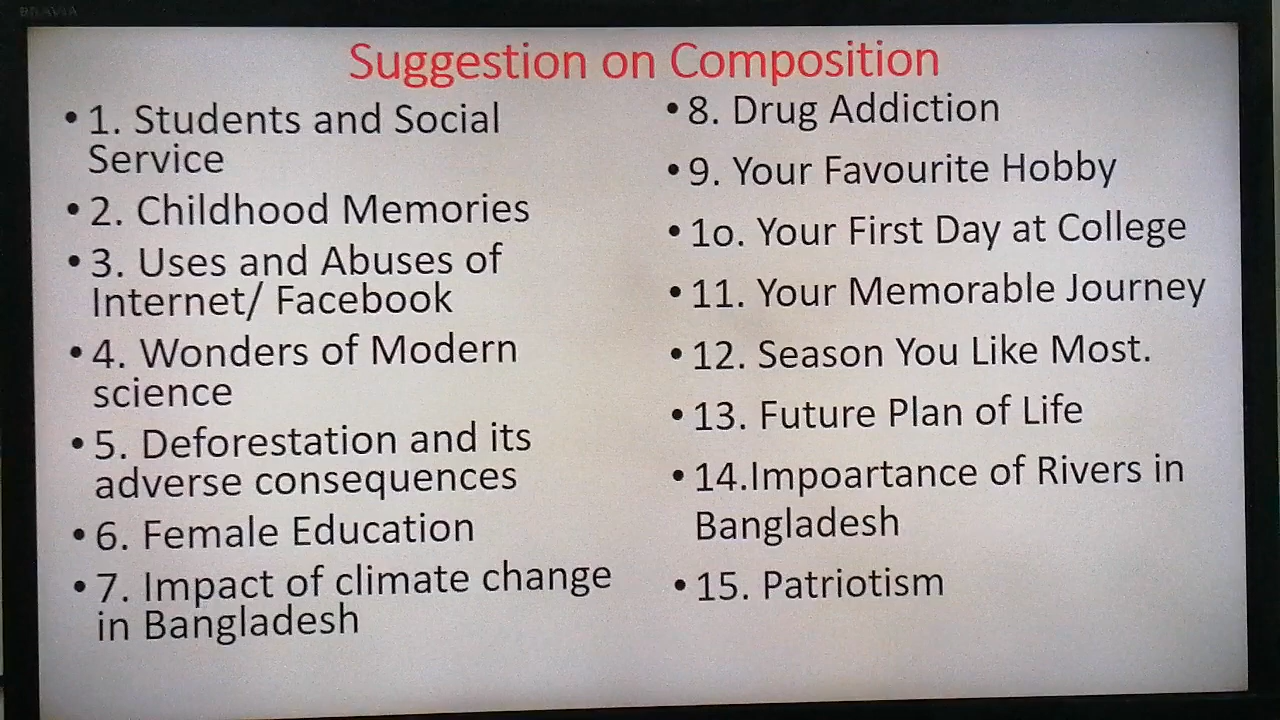 BRAVIA
Suggestion on Composition
• 1. Students and Social
Service
• 2. Childhood Memories
• 3. Uses and Abuses of
Internet/ Facebook
• 4. Wonders of Modern
science
• 5. Deforestation and its
adverse consequences
• 6. Female Education
• 7. Impact of climate change
in Bangladesh
• 8. Drug Addiction
• 9. Your Favourite Hobby
• 1o. Your First Day at College
• 11. Your Memorable Journey
• 12. Season You Like Most.
• 13. Future Plan of Life
• 14.Impoartance of Rivers in
Bangladesh
• 15. Patriotism